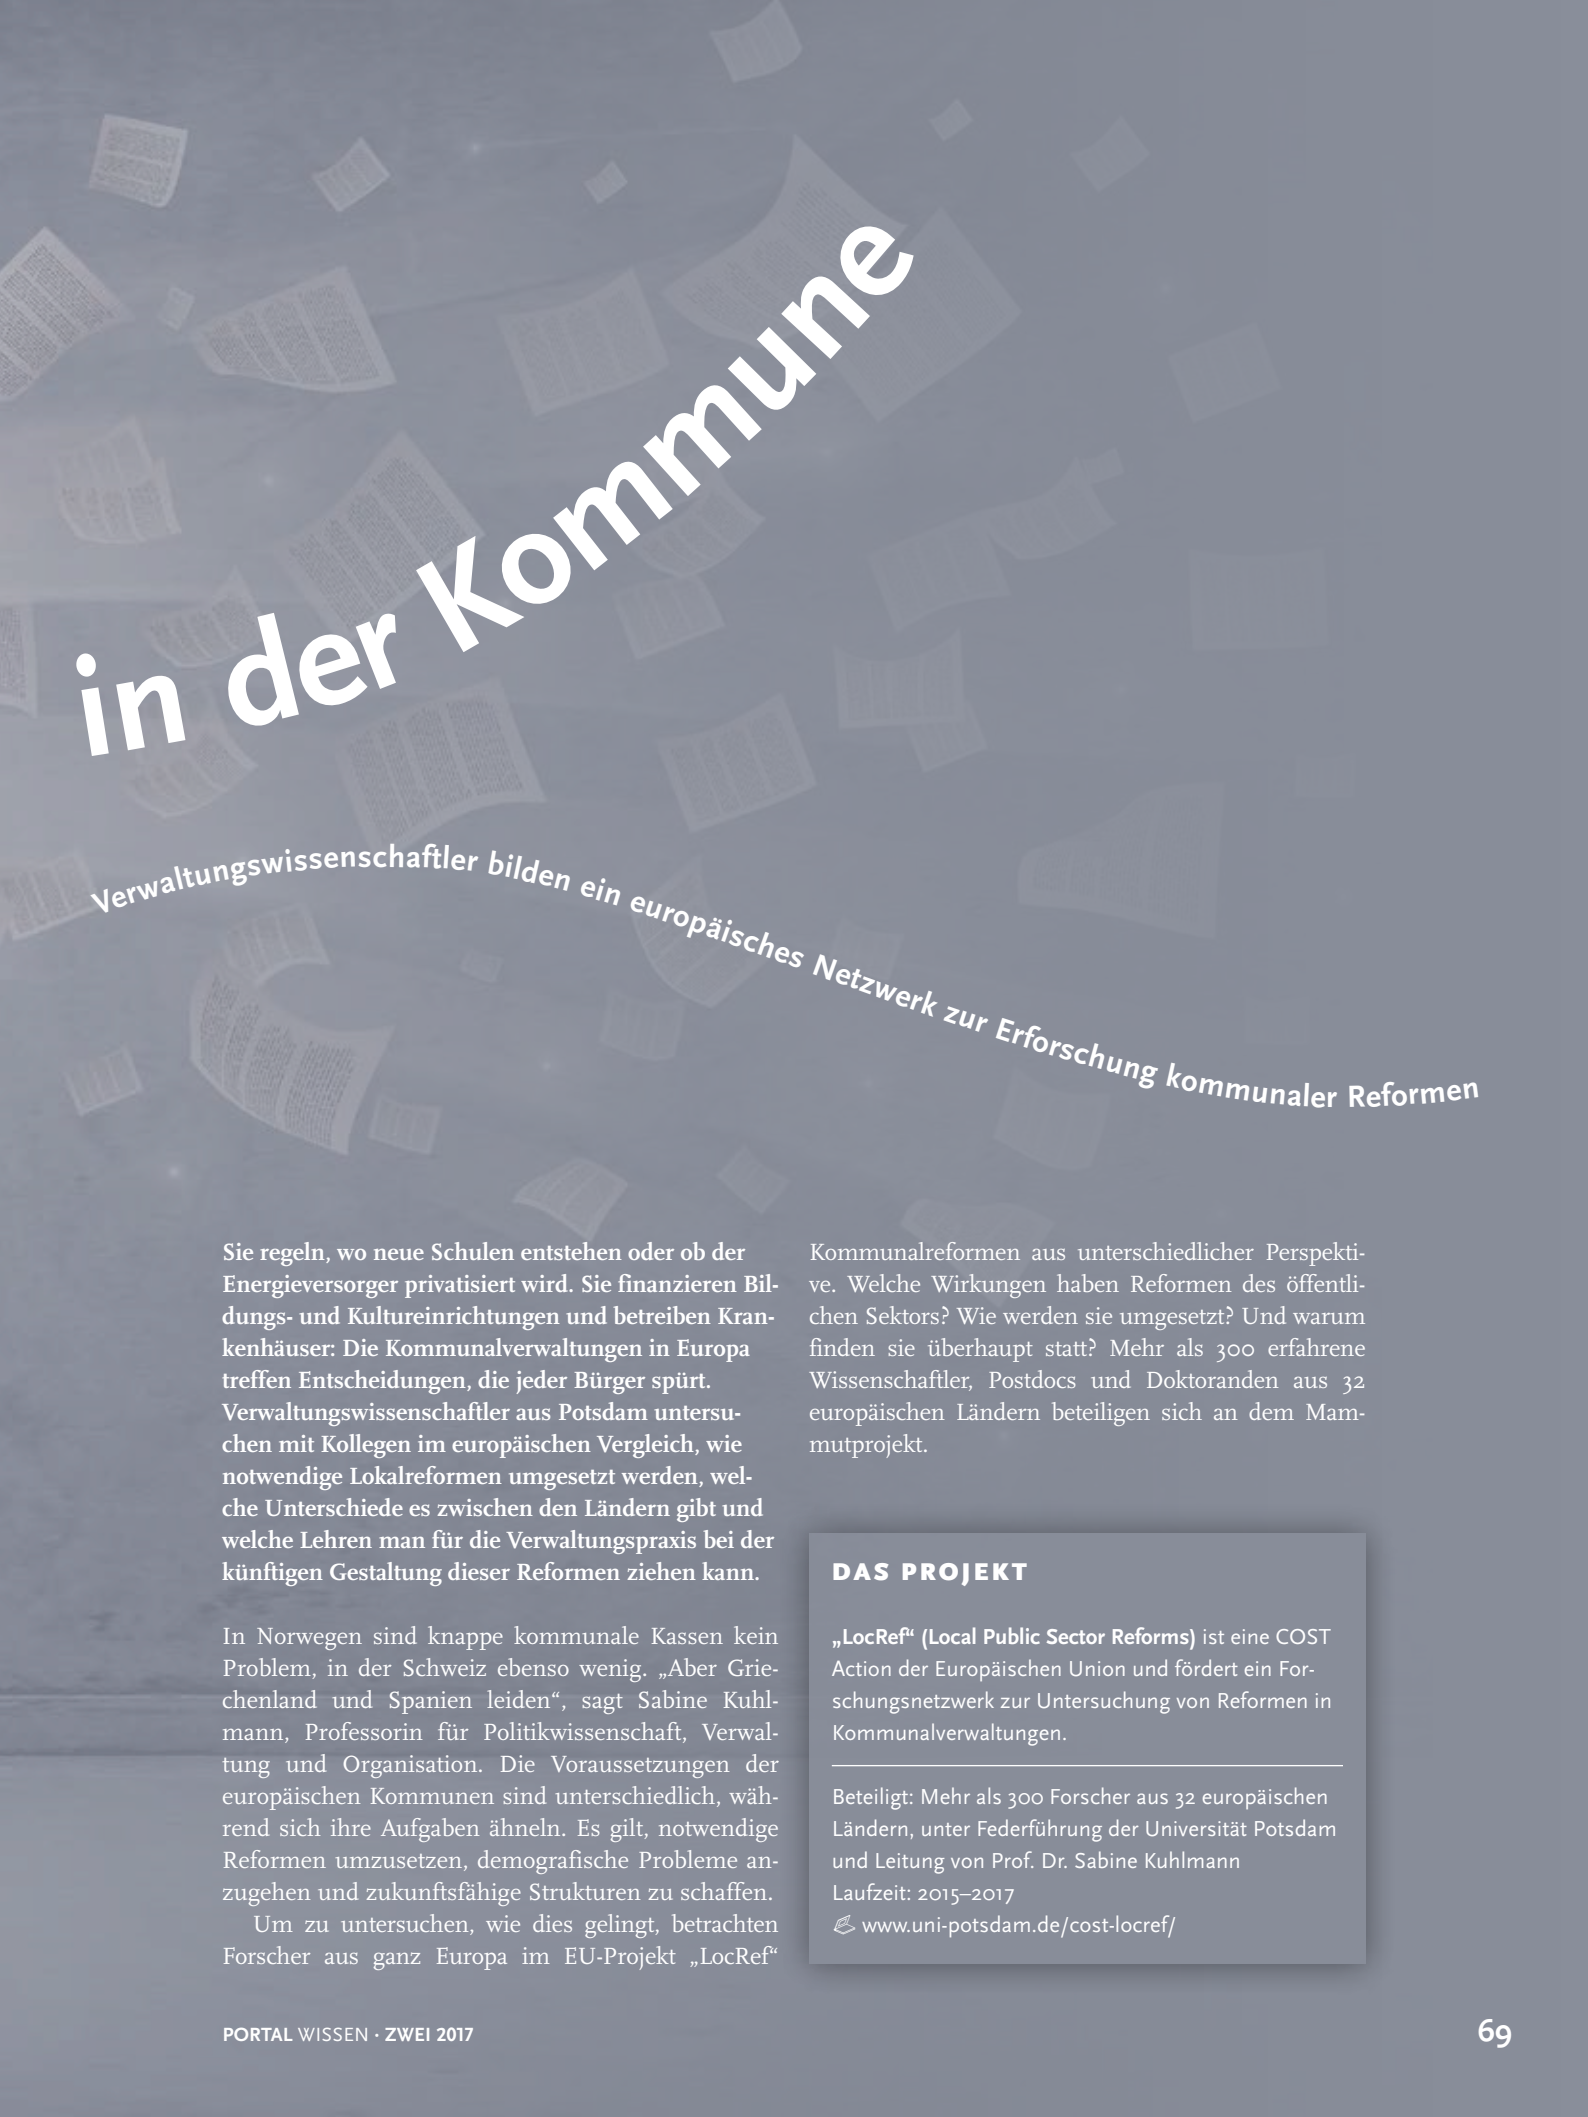 in der Kommune
Verwaltungswissenschaftler bilden ein europäisches Netzwerk zur Erforschung kommunaler Reformen
Sie regeln, wo neue Schulen entstehen oder ob der
Energieversorger privatisiert wird. Sie finanzieren Bil-
dungs- und Kultureinrichtungen und betreiben Kran-
kenhäuser: Die Kommunalverwaltungen in Europa
treffen Entscheidungen, die jeder Bürger spürt.
Verwaltungswissenschaftler aus Potsdam untersu-
chen mit Kollegen im europäischen Vergleich, wie
notwendige Lokalreformen umgesetzt werden, wel-
che Unterschiede es zwischen den Ländern gibt und
welche Lehren man für die Verwaltungspraxis bei der
künftigen Gestaltung dieser Reformen ziehen kann.
In Norwegen sind knappe kommunale Kassen kein
Problem, in der Schweiz ebenso wenig. „Aber Grie-
chenland und Spanien leiden“, sagt Sabine Kuhl-
mann, Professorin für Politikwissenschaft, Verwal-
tung und Organisation. Die Voraussetzungen der
europäischen Kommunen sind unterschiedlich, wäh-
rend sich ihre Aufgaben ähneln. Es gilt, notwendige
Reformen umzusetzen, demografische Probleme an-
zugehen und zukunftsfähige Strukturen zu schaffen.
Um zu untersuchen, wie dies gelingt, betrachten
Forscher aus ganz Europa im EU-Projekt „LocRef“
Kommunalreformen aus unterschiedlicher Perspekti-
ve. Welche Wirkungen haben Reformen des öffentli-
chen Sektors? Wie werden sie umgesetzt? Und warum
finden sie überhaupt statt? Mehr als 300 erfahrene
Wissenschaftler, Postdocs und Doktoranden aus 32
europäischen Ländern beteiligen sich an dem Mam-
mutprojekt.
DAS PROJEKT
„LocRef“ (Local Public Sector Reforms) ist eine COST
Action der Europäischen Union und fördert ein For-
schungsnetzwerk zur Untersuchung von Reformen in
Kommunalverwaltungen.
Beteiligt: Mehr als 300 Forscher aus 32 europäischen
Ländern, unter Federführung der Universität Potsdam
und Leitung von Prof. Dr. Sabine Kuhlmann
Laufzeit: 2015–2017
www.uni-potsdam.de/cost-locref/
PORTAL WISSEN · ZWEI 2017
69